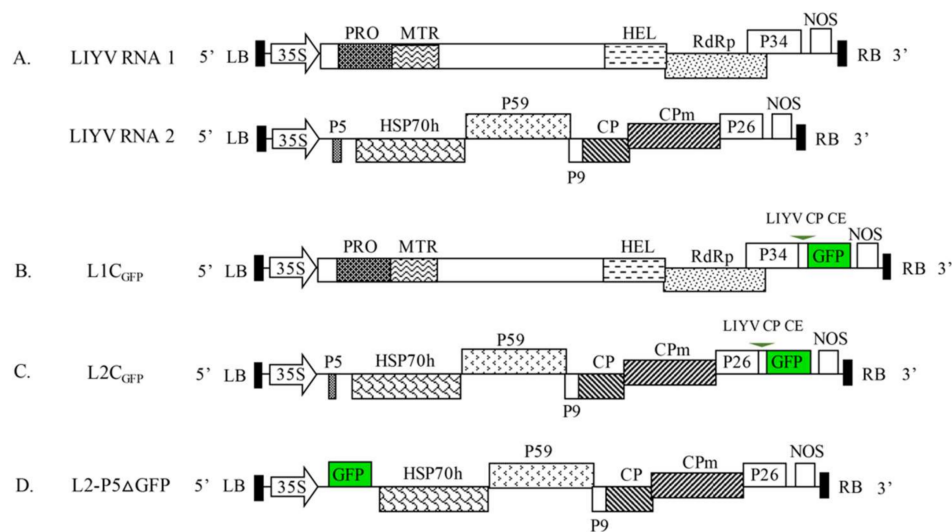 PRO MTR HEL RdRp P34 NOS
A. LIYV RNA 1 5’ LB 35S RB 3’
P59 NOS
LIYV RNA 2 5’ LB 35S P5 HSP70h CP CPm P26 RB 3’
P9
LIYV CP CE
PRO MTR HEL RdRp P34 GFP NOS
B. L1C_GFP 5’ LB 35S RB 3’
LIYV CP CE
P59 NOS
C. L2C_GFP 5’ LB 35S P5 HSP70h CP CPm P26 GFP RB 3’
P9
P59 NOS
GFP HSP70h CP CPm P26
D. L2-P5△GFP 5’ LB 35S RB 3’
P9